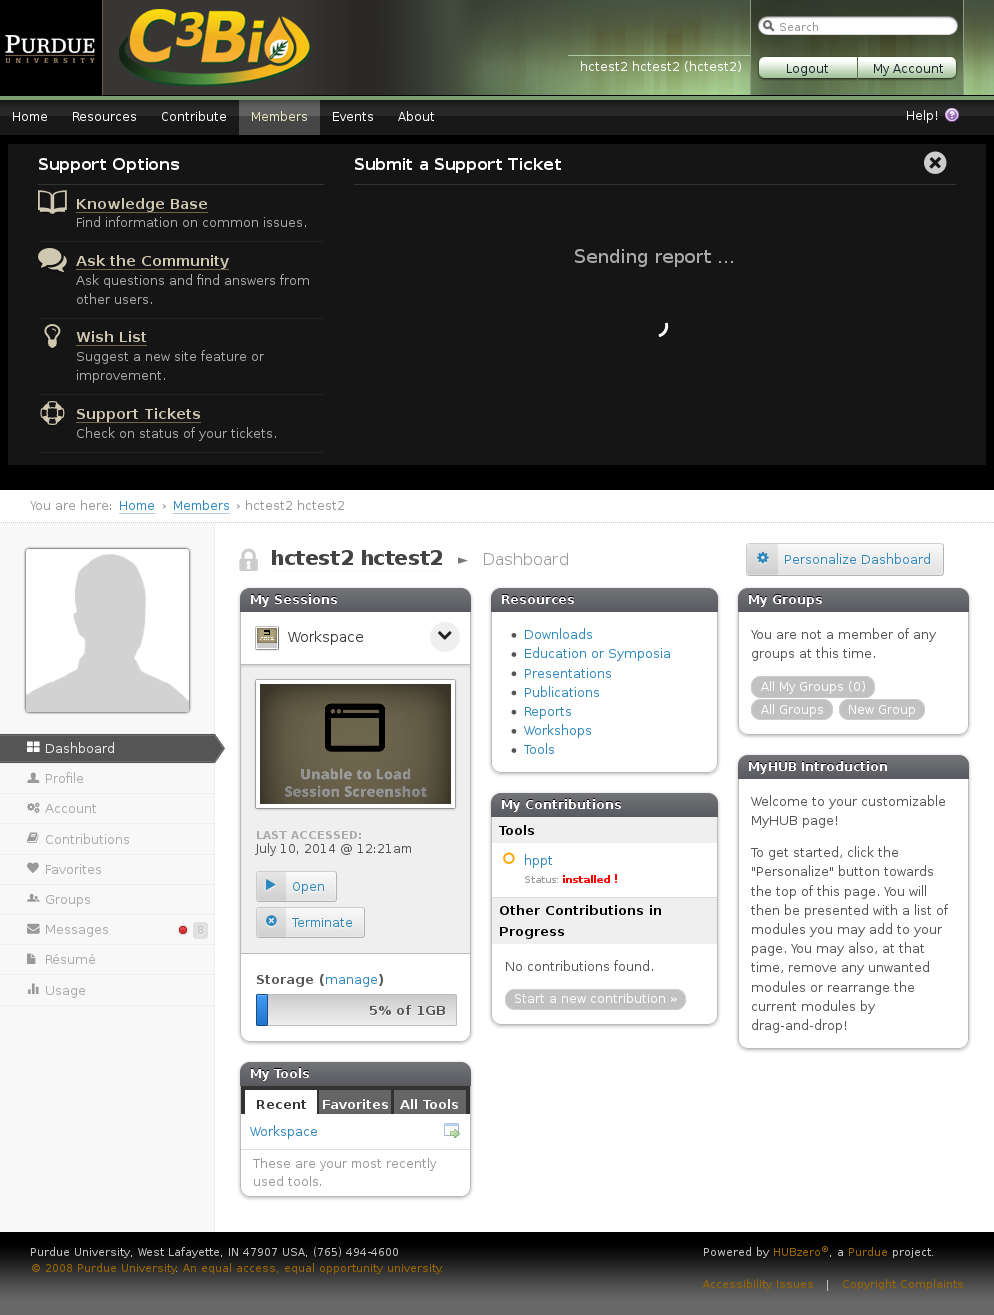 PURDUE
UNIVERSITY
C3Bio
hctest2 hctest2 (hctest2)
Search
Logout
My Account
Home
Resources
Contribute
Members
Events
About
Help!
Support Options
Knowledge Base
Find information on common issues.
Ask the Community
Ask questions and find answers from
other users.
Wish List
Suggest a new site feature or
improvement.
Support Tickets
Check on status of your tickets.
Submit a Support Ticket
Sending report ...
You are here: Home › Members › hctest2 hctest2
Dashboard
Profile
Account
Contributions
Favorites
Groups
Messages 8
Résumé
Usage
hctest2 hctest2 ► Dashboard
Personalize Dashboard
My Sessions
Workspace
Unable to Load
Session Screenshot
LAST ACCESSED:
July 10, 2014 @ 12:21am
Open
Terminate
Storage (manage)
5% of 1GB
My Tools
Recent
Favorites
All Tools
Workspace
These are your most recently
used tools.
Resources
• Downloads
• Education or Symposia
• Presentations
• Publications
• Reports
• Workshops
• Tools
My Contributions
Tools
hppt
Status: installed !
Other Contributions in
Progress
No contributions found.
Start a new contribution »
My Groups
You are not a member of any
groups at this time.
All My Groups (0)
All Groups
New Group
MyHUB Introduction
Welcome to your customizable
MyHUB page!
To get started, click the
"Personalize" button towards
the top of this page. You will
then be presented with a list of
modules you may add to your
page. You may also, at that
time, remove any unwanted
modules or rearrange the
current modules by
drag-and-drop!
Purdue University, West Lafayette, IN 47907 USA, (765) 494-4600
© 2008 Purdue University. An equal access, equal opportunity university.
Powered by HUBzero®, a Purdue project.
Accessibility Issues | Copyright Complaints